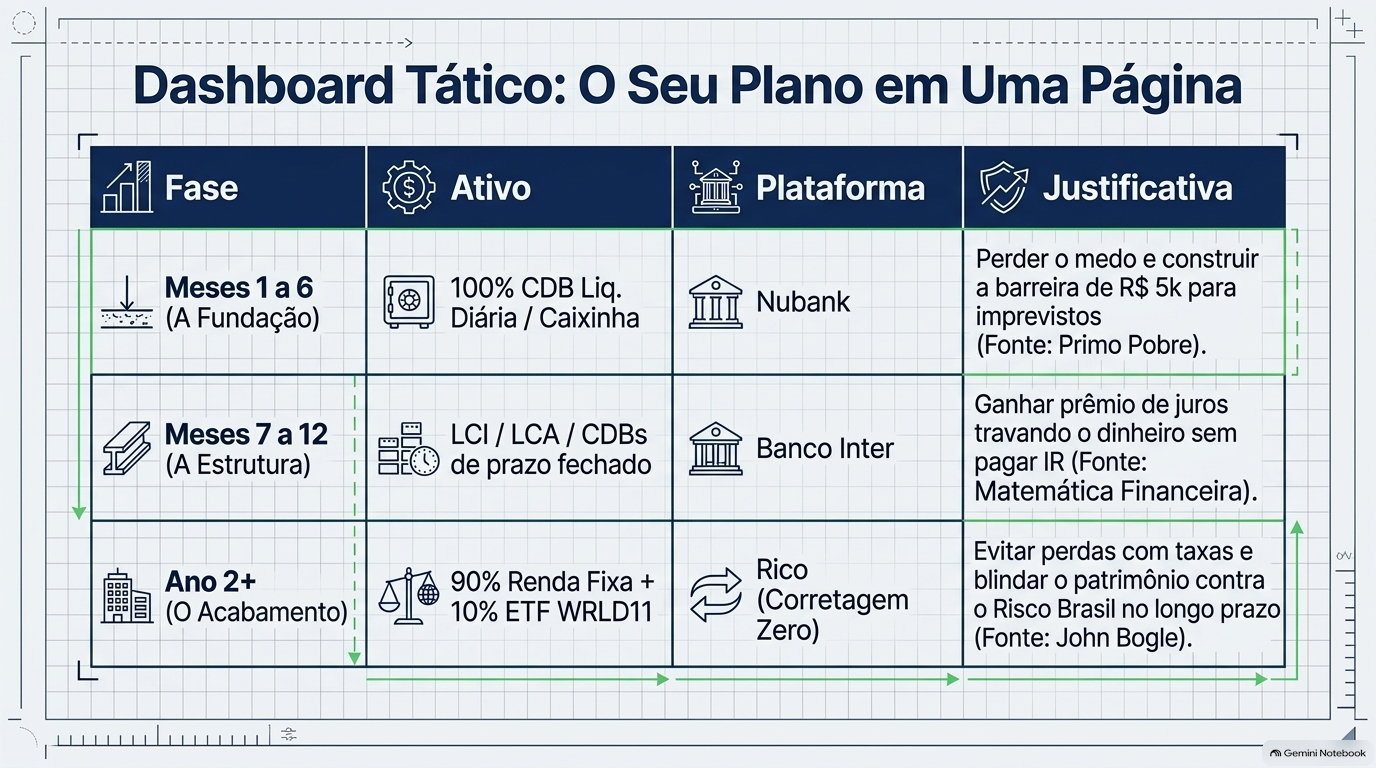 Dashboard Tático: O Seu Plano em Uma Página
Fase
Ativo
Plataforma
Justificativa
Meses 1 a 6
(A Fundação)
100% CDB Liq.
Diária / Caixinha
Nubank
Perder o medo e construir
a barreira de R$ 5k para
imprevistos
(Fonte: Primo Pobre).
Meses 7 a 12
(A Estrutura)
LCI / LCA / CDBs
de prazo fechado
Banco Inter
Ganhar prêmio de juros
travando o dinheiro sem
pagar IR (Fonte:
Matemática Financeira).
Ano 2+
(O Acabamento)
90% Renda Fixa +
10% ETF WRLD11
Rico
(Corretagem
Zero)
Evitar perdas com taxas e
blindar o patrimônio contra
o Risco Brasil no longo prazo
(Fonte: John Bogle).
Gemini Notebook